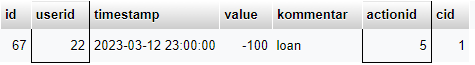 id userid timestamp value kommentar actionid cid
67 22 2023-03-12 23:00:00 -100 loan 5 1